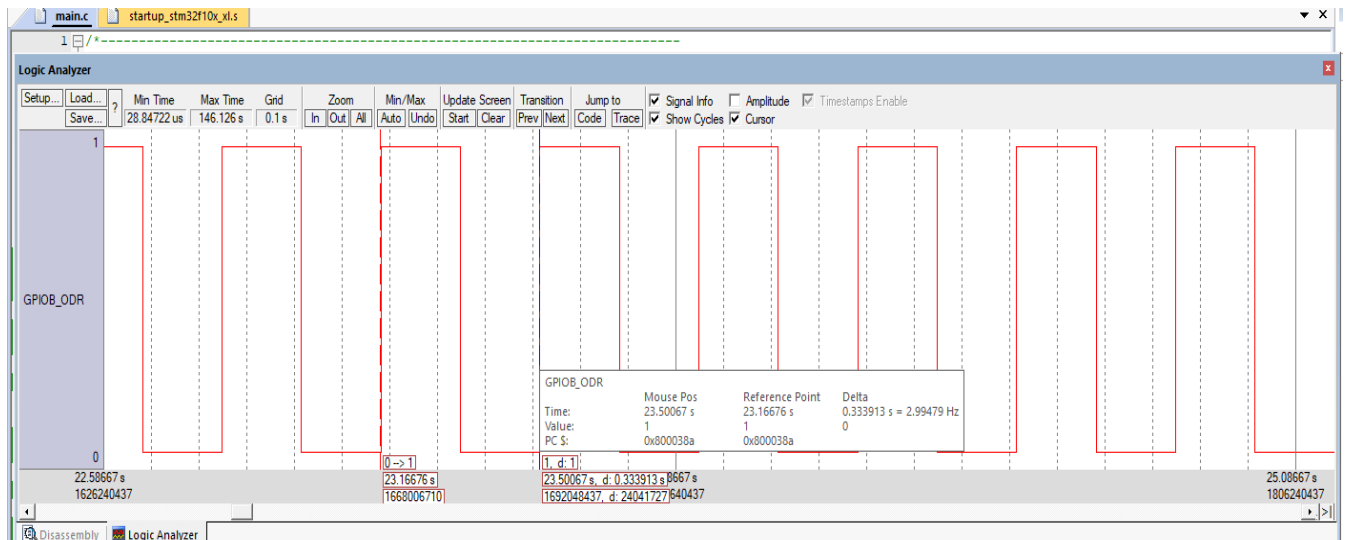 main.c startup_stm32f10x_xl.s
1 /*------------------------------------------------------------------------------
Logic Analyzer
Setup... Load... ? Min Time Max Time Grid Zoom Min/Max Update Screen Transition Jump to Signal Info Amplitude Timestamps Enable
Save... 28.84722 us 146.126 s 0.1 s In Out All Auto Undo Start Clear Prev Next Code Trace Show Cycles Cursor
1
GPIOB_ODR
GPIOB_ODR
Mouse Pos Reference Point Delta
Time: 23.50067 s 23.16676 s 0.333913 s = 2.99479 Hz
Value: 1 1 0
PC $: 0x800038a 0x800038a
0
0 --> 1 1, d: 1
22.58667 s 23.16676 s 23.50067 s, d: 0.333913 s 8667 s 25.08667 s
1626240437 1668006710 1692048437, d: 24041727 640437 1806240437
Disassembly Logic Analyzer